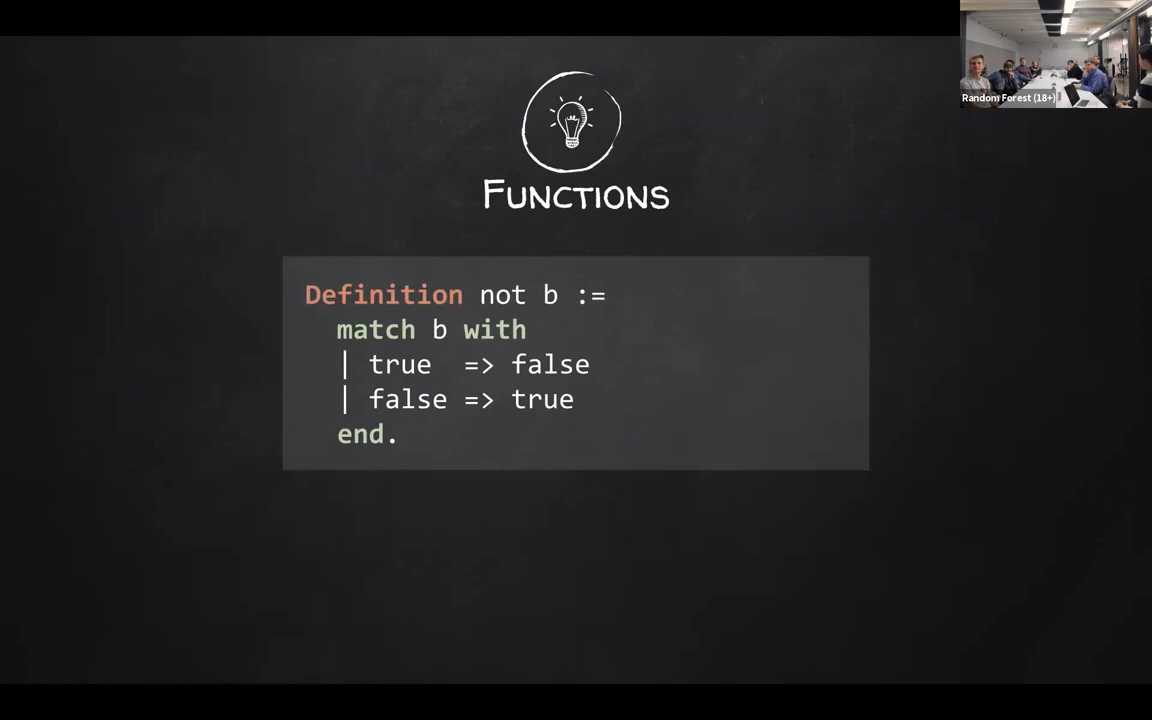 Random Forest (18+)
Functions
Definition not b :=
  match b with
  | true  => false
  | false => true
  end.